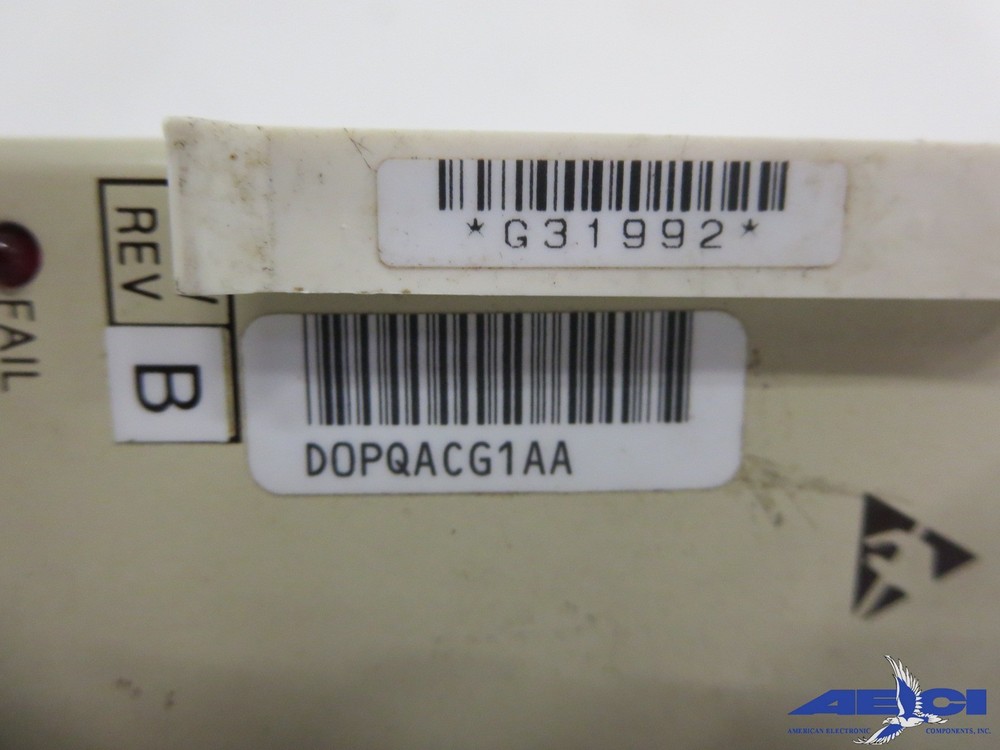 *G31992*
REV
B
FAIL
DOPQACG1AA
AECI
AMERICAN ELECTRONIC COMPONENTS, INC.